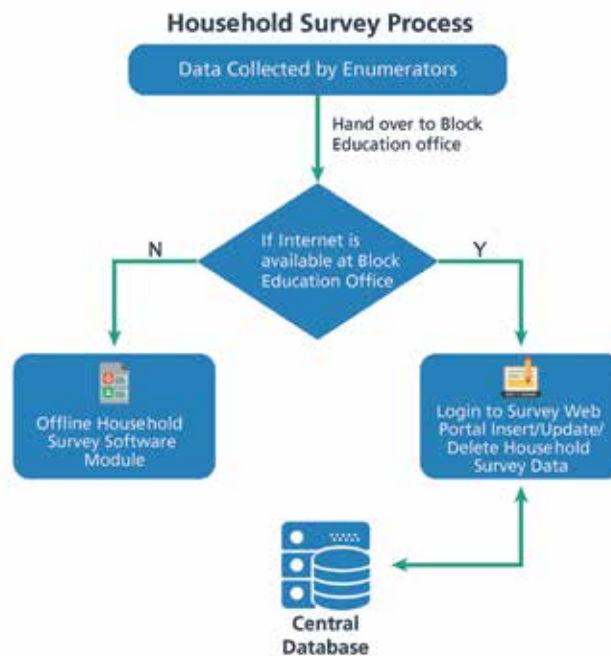 Household Survey Process
Data Collected by Enumerators
Hand over to Block
Education office
If Internet is
available at Block
Education Office
N
Y
Offline Household
Survey Software
Module
Login to Survey Web
Portal Insert/Update/
Delete Household
Survey Data
Central
Database